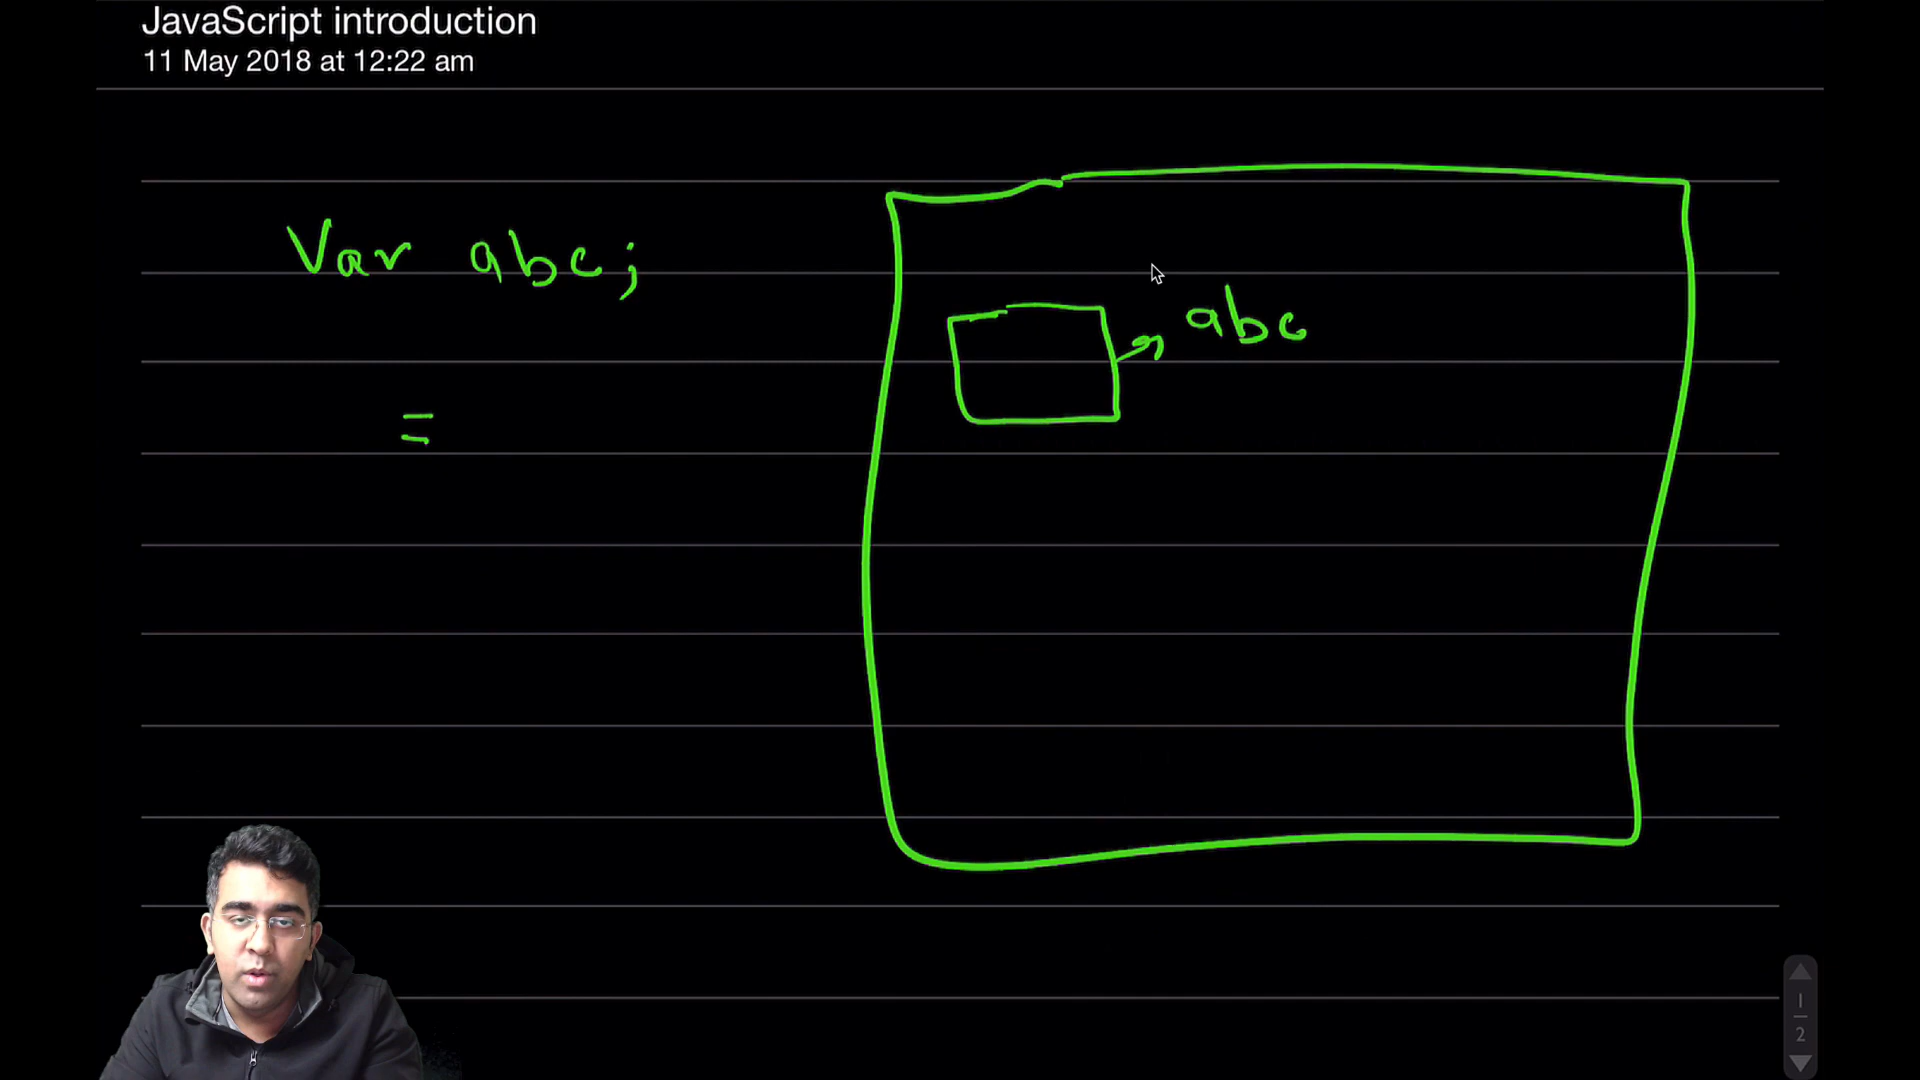 JavaScript introduction
11 May 2018 at 12:22 am
Var abc;
abc
=
1
2